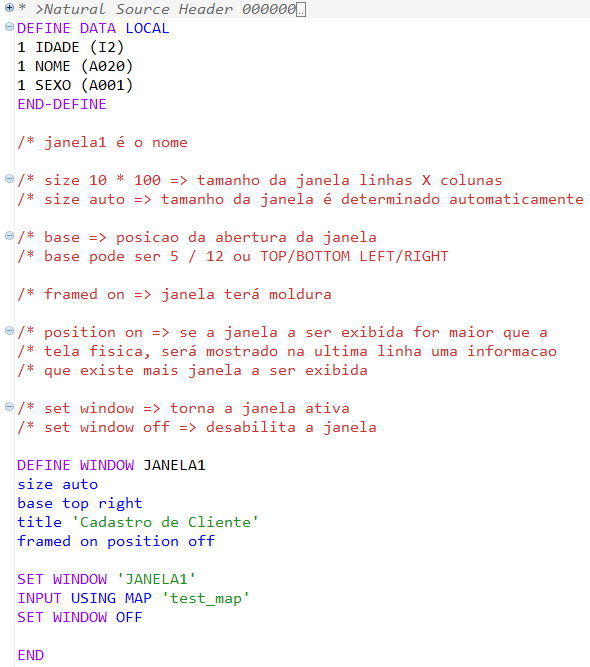 * >Natural Source Header 000000..
DEFINE DATA LOCAL
1 IDADE (I2)
1 NOME (A020)
1 SEXO (A001)
END-DEFINE
/* janela1 é o nome
/* size 10 * 100 => tamanho da janela linhas X colunas
/* size auto => tamanho da janela é determinado automaticamente
/* base => posicao da abertura da janela
/* base pode ser 5 / 12 ou TOP/BOTTOM LEFT/RIGHT
/* framed on => janela terá moldura
/* position on => se a janela a ser exibida for maior que a
/* tela fisica, será mostrado na ultima linha uma informacao
/* que existe mais janela a ser exibida
/* set window => torna a janela ativa
/* set window off => desabilita a janela
DEFINE WINDOW JANELA1
size auto
base top right
title 'Cadastro de Cliente'
framed on position off
SET WINDOW 'JANELA1'
INPUT USING MAP 'test_map'
SET WINDOW OFF
END